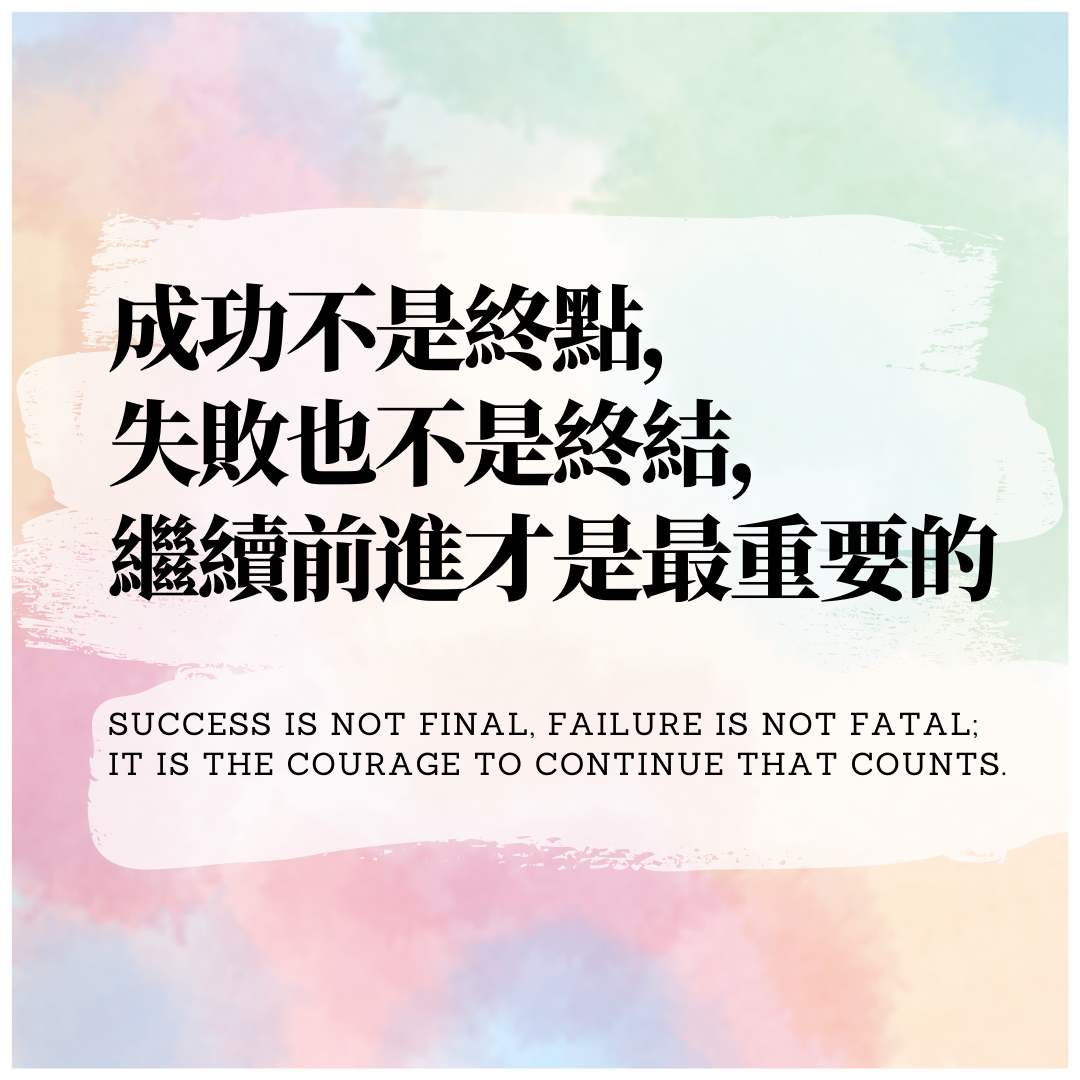 成功不是終點,
失敗也不是終結,
繼續前進才是最重要的
SUCCESS IS NOT FINAL, FAILURE IS NOT FATAL;
IT IS THE COURAGE TO CONTINUE THAT COUNTS.